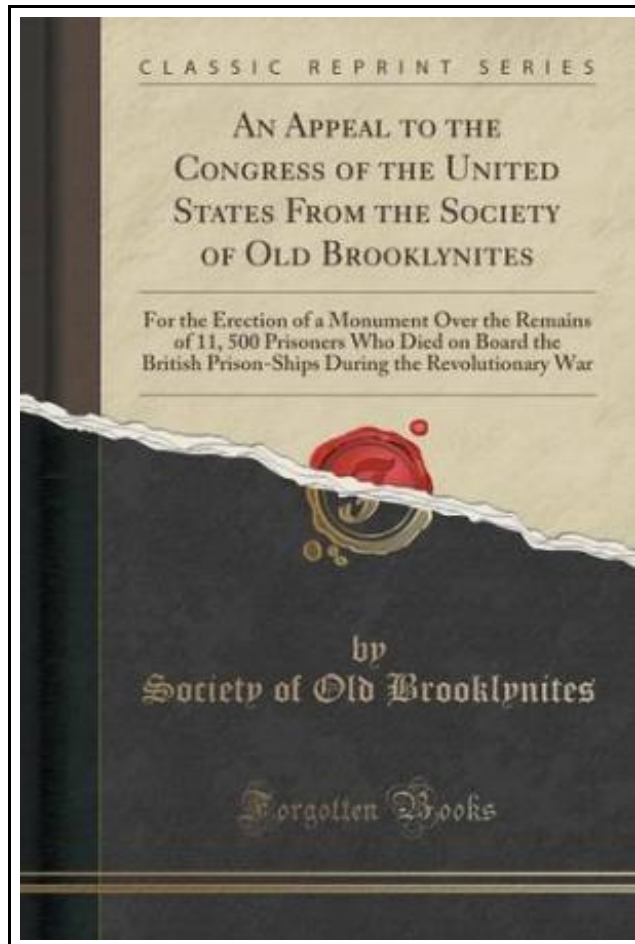 CLASSIC REPRINT SERIES
AN APPEAL TO THE
CONGRESS OF THE UNITED
STATES FROM THE SOCIETY
OF OLD BROOKLYNITES
For the Erection of a Monument Over the Remains
of 11, 500 Prisoners Who Died on Board the
British Prison-Ships During the Revolutionary War
by
Society of Old Brooklynites
Forgotten Books